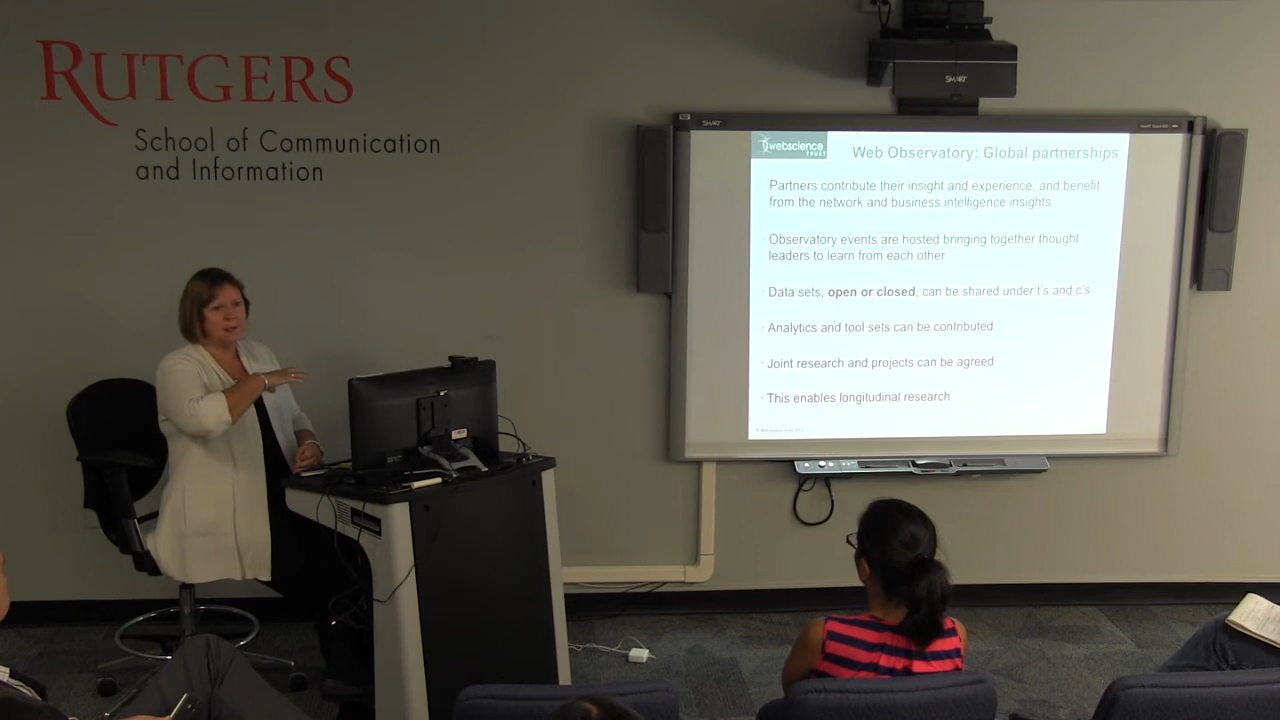 RUTGERS
School of Communication
and Information
SMART
SMART
webscience
TRUST
Web Observatory: Global partnerships
Partners contribute their insight and experience, and benefit
from the network and business intelligence insights
Observatory events are hosted bringing together thought
leaders to learn from each other
Data sets, open or closed, can be shared under t's and c's
Analytics and tool sets can be contributed
Joint research and projects can be agreed
This enables longitudinal research